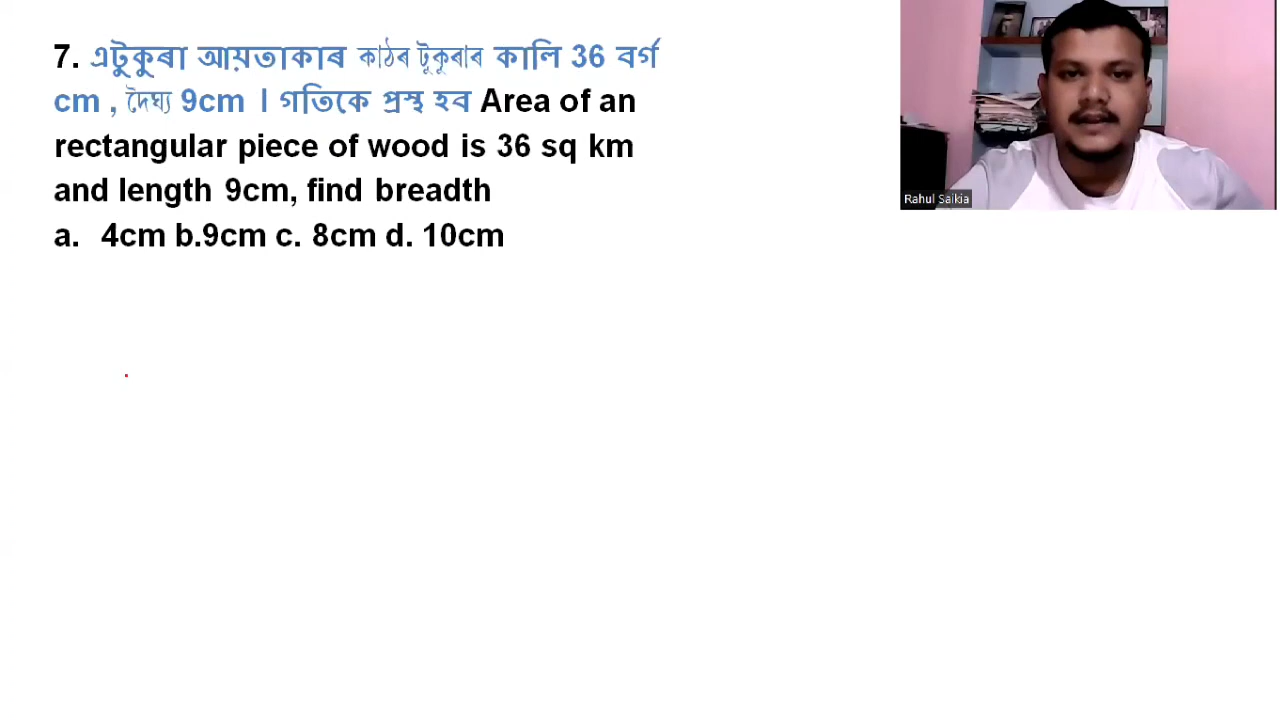 7. এটুকুৰা আয়তাকাৰ কাঠৰ টূকূৰাৰ কালি 36 বৰ্গ
cm , দৈঘ্য 9cm । গতিকে প্ৰস্থ হব Area of an
rectangular piece of wood is 36 sq km
and length 9cm, find breadth
a. 4cm b.9cm c. 8cm d. 10cm
Rahul Saikia